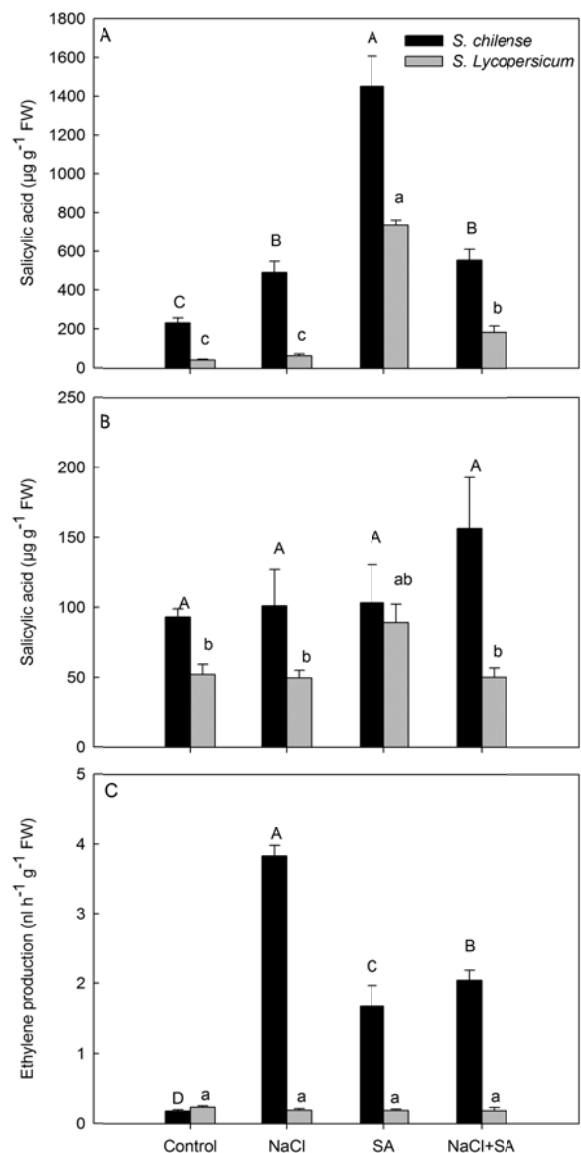 A
S. chilense
S. Lycopersicum
Salicylic acid (µg g⁻¹ FW)
1800
1600
1400
1200
1000
800
600
400
200
0
C
c
B
c
A
a
B
b
B
Salicylic acid (µg g⁻¹ FW)
250
200
150
100
50
0
A
b
A
b
A
ab
A
b
C
Ethylene production (nl h⁻¹ g⁻¹ FW)
5
4
3
2
1
0
D
a
A
a
C
a
B
a
Control
NaCl
SA
NaCl+SA